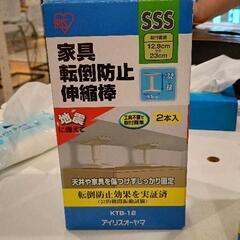 IRIS
SSS
取付高さ
12.9cm
23cm
家具
転倒防止
伸縮棒
地震
に備えて
2本入
天井や家具を傷つけずしっかり固定
転倒防止効果を実証済
KTB-12
アイリスオーヤマ